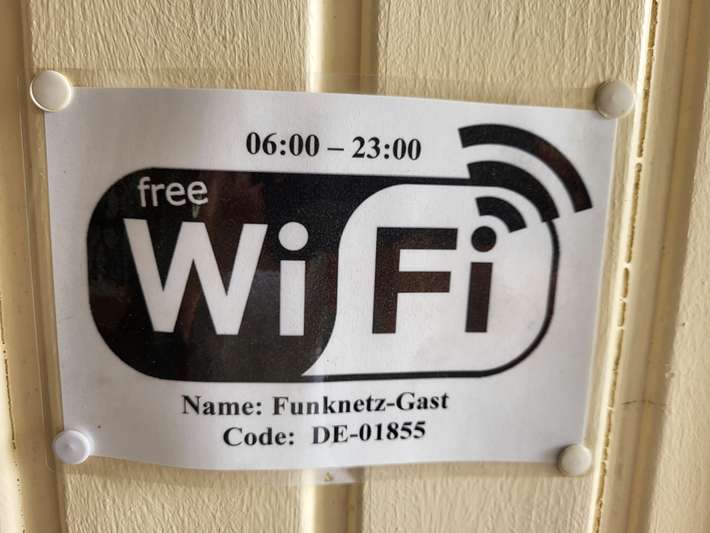 06:00 – 23:00
free
WiFi
Name: Funknetz-Gast
Code: DE-01855